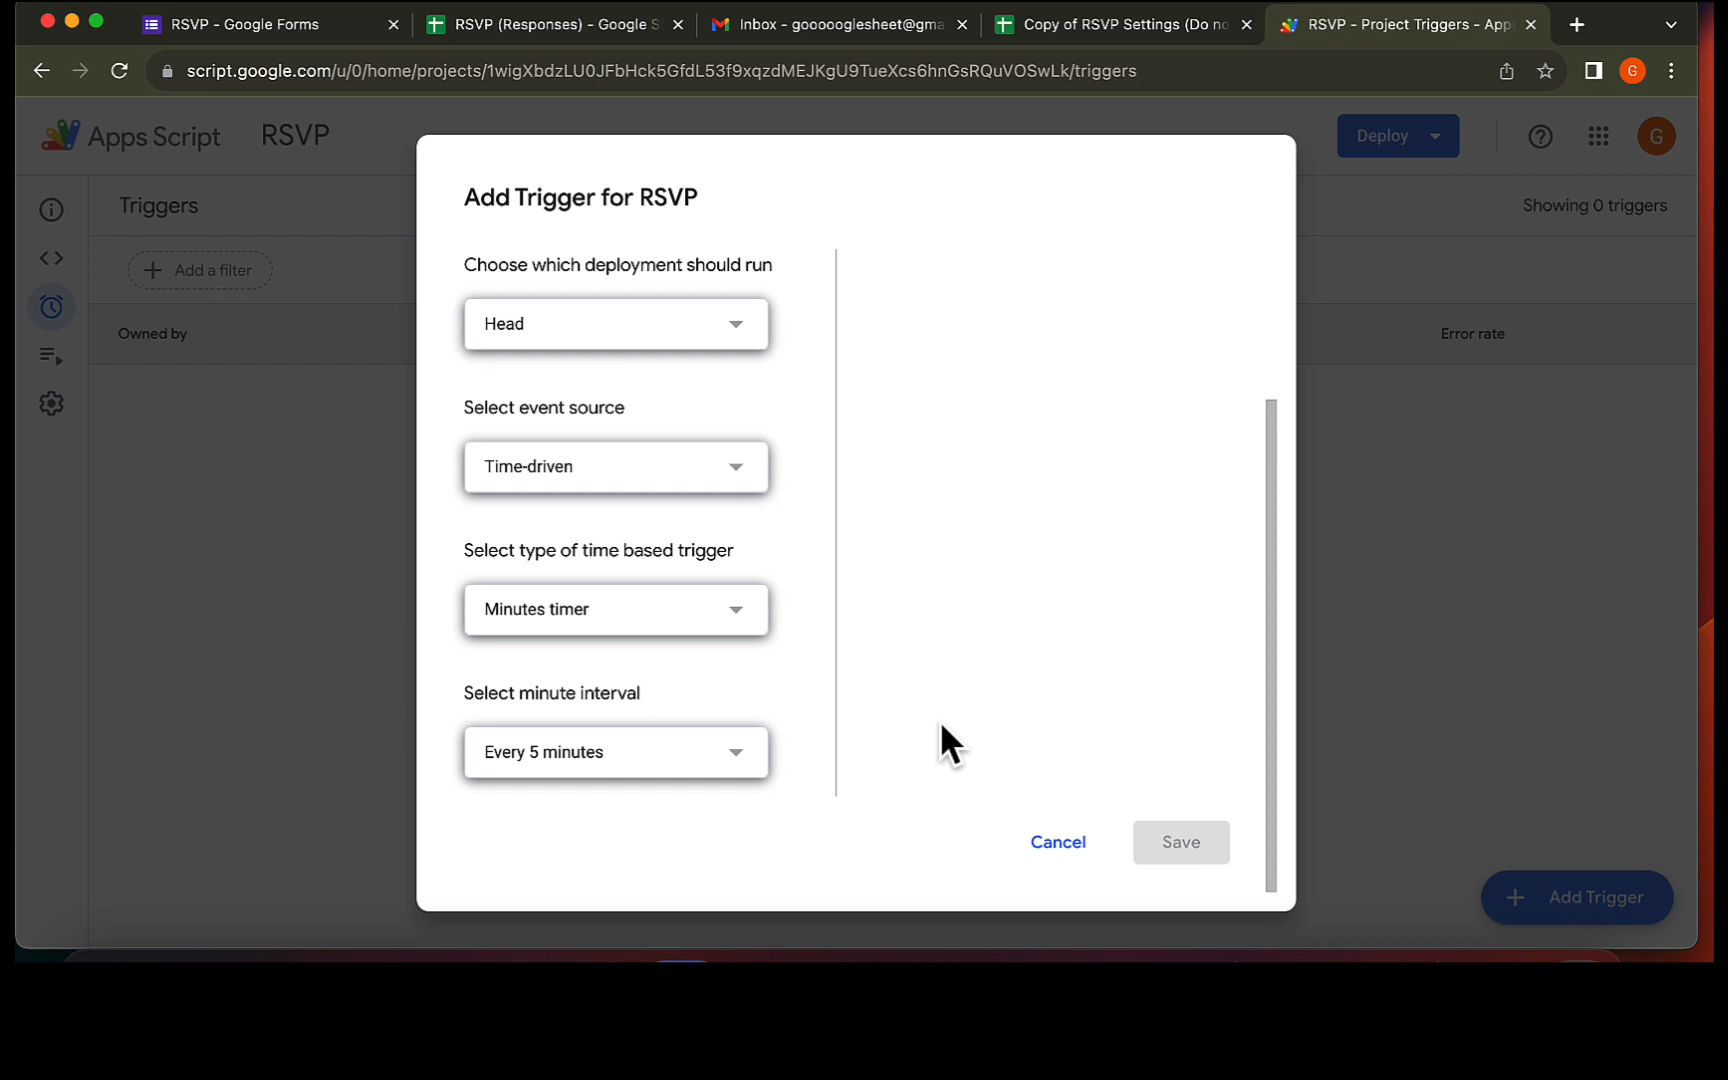 RSVP - Google Forms
RSVP (Responses) - Google S
Inbox - goooooglesheet@gma
Copy of RSVP Settings (Do no
RSVP - Project Triggers - App
script.google.com/u/0/home/projects/1wigXbdzLU0JFbHck5GfdL53f9xqzdMEJKgU9TueXcs6hnGsRQuVOSwLk/triggers
G
Apps Script
RSVP
Deploy
G
Triggers
Showing 0 triggers
Add a filter
Owned by
Error rate
Add Trigger for RSVP
Choose which deployment should run
Head
Select event source
Time-driven
Select type of time based trigger
Minutes timer
Select minute interval
Every 5 minutes
Cancel
Save
Add Trigger